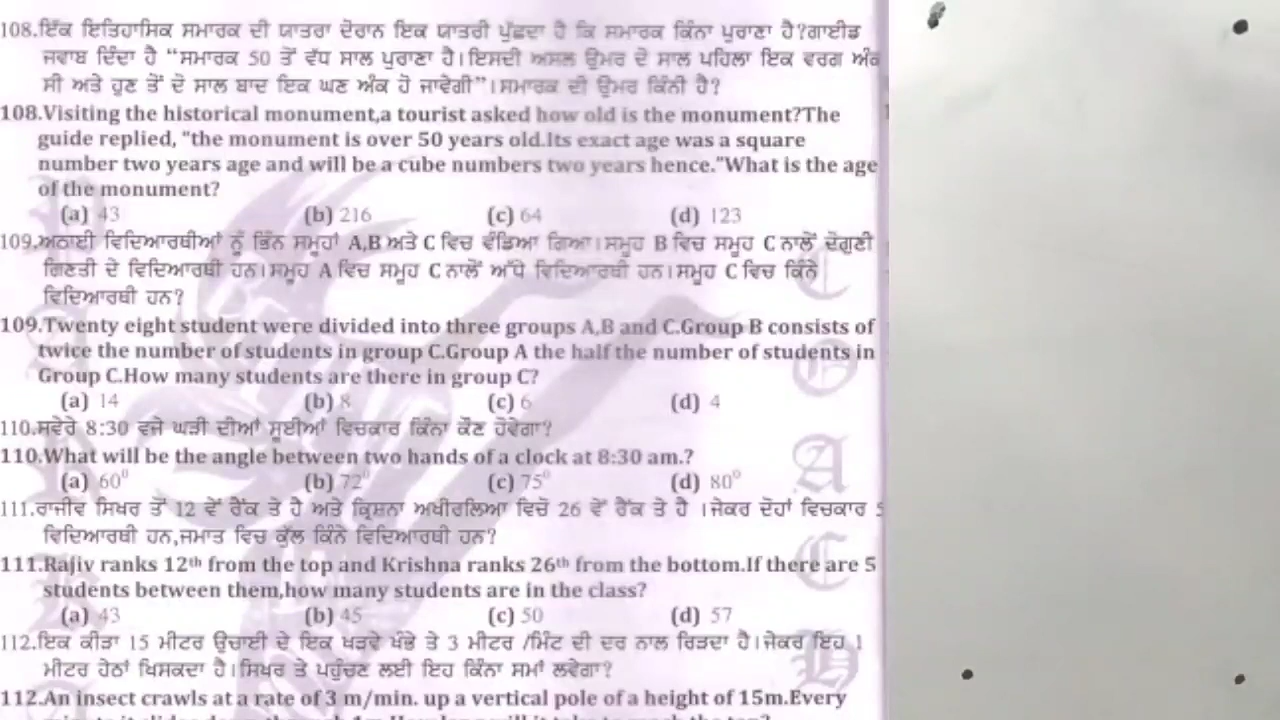 108.ਇੱਕ ਇਤਿਹਾਸਿਕ ਸਮਾਰਕ ਦੀ ਯਾਤਰਾ ਦੋਰਾਨ ਇਕ ਯਾਤਰੀ ਪੁੱਛਦਾ ਹੈ ਕਿ ਸਮਾਰਕ ਕਿੰਨਾ ਪੁਰਾਣਾ ਹੈ?ਗਾਈਡ
ਜਵਾਬ ਦਿੰਦਾ ਹੈ "ਸਮਾਰਕ 50 ਤੋਂ ਵੱਧ ਸਾਲ ਪੁਰਾਣਾ ਹੈ।ਇਸਦੀ ਅਸਲ ਉਮਰ ਦੋ ਸਾਲ ਪਹਿਲਾ ਇਕ ਵਰਗ ਅੰਕ
ਸੀ ਅਤੇ ਹੁਣ ਤੋਂ ਦੋ ਸਾਲ ਬਾਦ ਇਕ ਘਣ ਅੰਕ ਹੋ ਜਾਵੇਗੀ"।ਸਮਾਰਕ ਦੀ ਉਮਰ ਕਿੰਨੀ ਹੈ?
108.Visiting the historical monument,a tourist asked how old is the monument?The
guide replied, "the monument is over 50 years old.Its exact age was a square
number two years age and will be a cube numbers two years hence."What is the age
of the monument?
(a) 43 (b) 216 (c) 64 (d) 123
109.ਅਠਾਈ ਵਿਦਿਆਰਥੀਆਂ ਨੂੰ ਭਿੰਨ ਸਮੂਹਾਂ A,B ਅਤੇ C ਵਿਚ ਵੰਡਿਆ ਗਿਆ।ਸਮੂਹ B ਵਿਚ ਸਮੂਹ C ਨਾਲੋਂ ਦੋਗੁਣੀ
ਗਿਣਤੀ ਦੇ ਵਿਦਿਆਰਥੀ ਹਨ।ਸਮੂਹ A ਵਿਚ ਸਮੂਹ C ਨਾਲੋਂ ਅੱਧੇ ਵਿਦਿਆਰਥੀ ਹਨ।ਸਮੂਹ C ਵਿਚ ਕਿੰਨੇ
ਵਿਦਿਆਰਥੀ ਹਨ?
109.Twenty eight student were divided into three groups A,B and C.Group B consists of
twice the number of students in group C.Group A the half the number of students in
Group C.How many students are there in group C?
(a) 14 (b) 8 (c) 6 (d) 4
110.ਸਵੇਰੇ 8:30 ਵਜੇ ਘੜੀ ਦੀਆਂ ਸੂਈਆਂ ਵਿਚਕਾਰ ਕਿੰਨਾ ਕੌਣ ਹੋਵੇਗਾ?
110.What will be the angle between two hands of a clock at 8:30 am.?
(a) 60⁰ (b) 72⁰ (c) 75⁰ (d) 80⁰
111.ਰਾਜੀਵ ਸਿਖਰ ਤੋਂ 12 ਵੇਂ ਰੈਂਕ ਤੇ ਹੈ ਅਤੇ ਕ੍ਰਿਸ਼ਨਾ ਅਖੀਰਲਿਆ ਵਿਚੋ 26 ਵੇਂ ਰੈਂਕ ਤੇ ਹੈ ।ਜੇਕਰ ਦੋਹਾਂ ਵਿਚਕਾਰ 5
ਵਿਦਿਆਰਥੀ ਹਨ,ਜਮਾਤ ਵਿਚ ਕੁੱਲ ਕਿੰਨੇ ਵਿਦਿਆਰਥੀ ਹਨ?
111.Rajiv ranks 12th from the top and Krishna ranks 26th from the bottom.If there are 5
students between them,how many students are in the class?
(a) 43 (b) 45 (c) 50 (d) 57
112.ਇਕ ਕੀੜਾ 15 ਮੀਟਰ ਉਚਾਈ ਦੇ ਇਕ ਖੜਵੇ ਖੰਭੇ ਤੇ 3 ਮੀਟਰ /ਮਿੰਟ ਦੀ ਦਰ ਨਾਲ ਰਿੜਦਾ ਹੈ।ਜੇਕਰ ਇਹ 1
ਮੀਟਰ ਹੇਠਾਂ ਖਿਸਕਦਾ ਹੈ।ਸਿਖਰ ਤੇ ਪਹੁੰਚਣ ਲਈ ਇਹ ਕਿੰਨਾ ਸਮਾਂ ਲਵੇਗਾ?
112.An insect crawls at a rate of 3 m/min. up a vertical pole of a height of 15m.Every